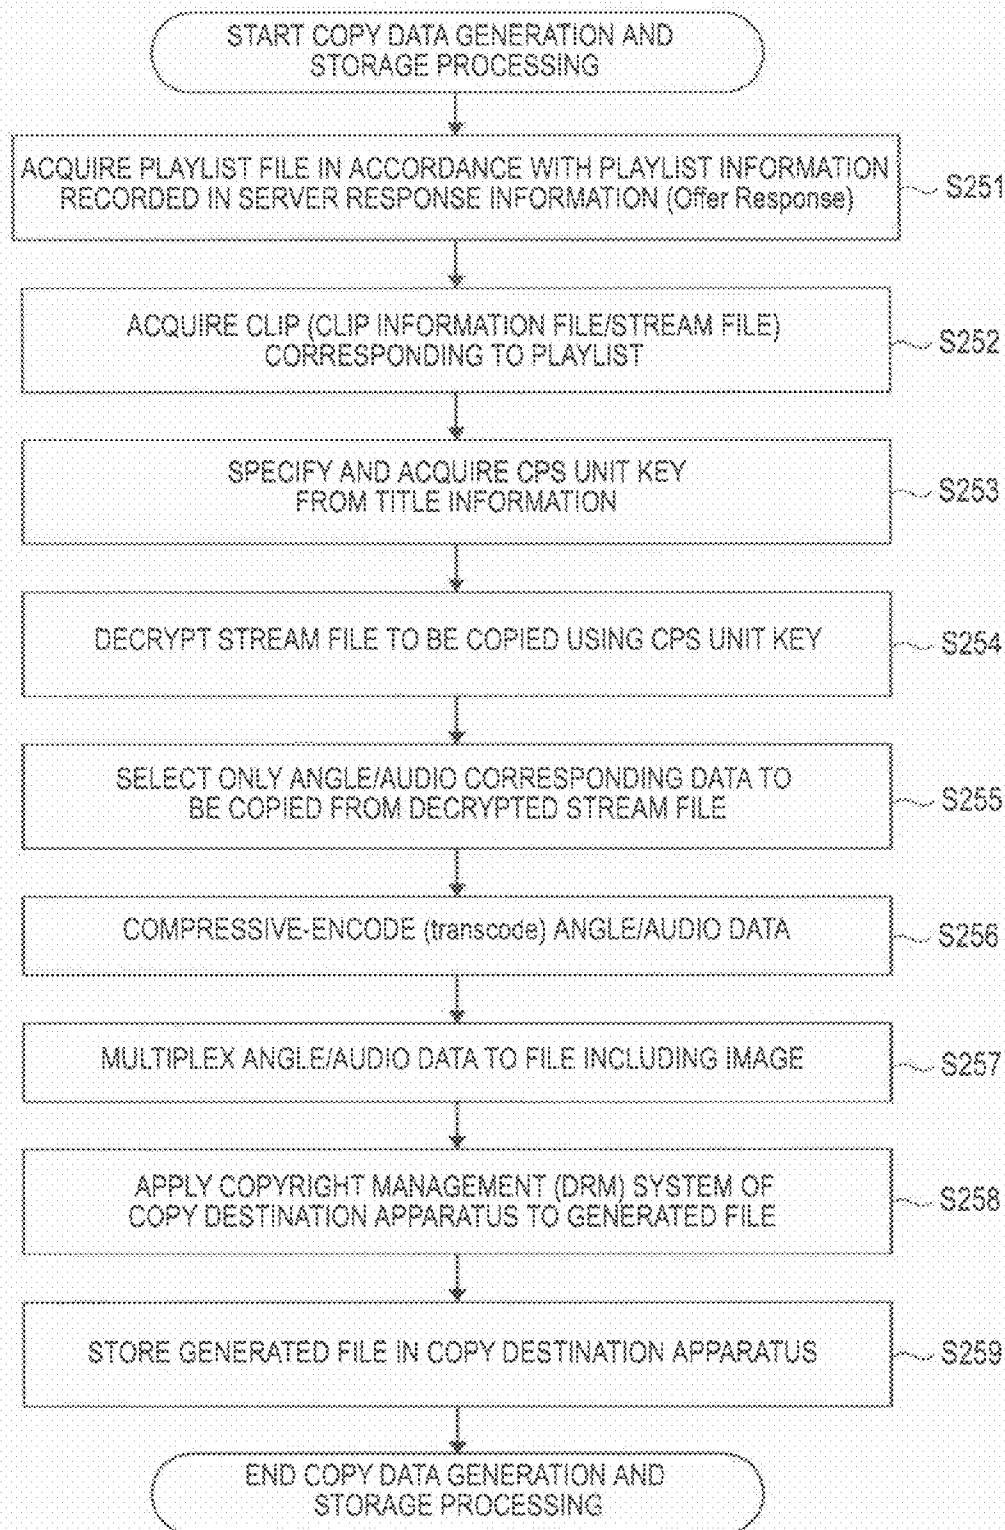 START COPY DATA GENERATION AND
STORAGE PROCESSING
ACQUIRE PLAYLIST FILE IN ACCORDANCE WITH PLAYLIST INFORMATION
RECORDED IN SERVER RESPONSE INFORMATION (Offer Response)
S251
ACQUIRE CLIP (CLIP INFORMATION FILE/STREAM FILE)
CORRESPONDING TO PLAYLIST
S252
SPECIFY AND ACQUIRE CPS UNIT KEY
FROM TITLE INFORMATION
S253
DECRYPT STREAM FILE TO BE COPIED USING CPS UNIT KEY
S254
SELECT ONLY ANGLE/AUDIO CORRESPONDING DATA TO
BE COPIED FROM DECRYPTED STREAM FILE
S255
COMPRESSIVE-ENCODE (transcode) ANGLE/AUDIO DATA
S256
MULTIPLEX ANGLE/AUDIO DATA TO FILE INCLUDING IMAGE
S257
APPLY COPYRIGHT MANAGEMENT (DRM) SYSTEM OF
COPY DESTINATION APPARATUS TO GENERATED FILE
S258
STORE GENERATED FILE IN COPY DESTINATION APPARATUS
S259
END COPY DATA GENERATION AND
STORAGE PROCESSING